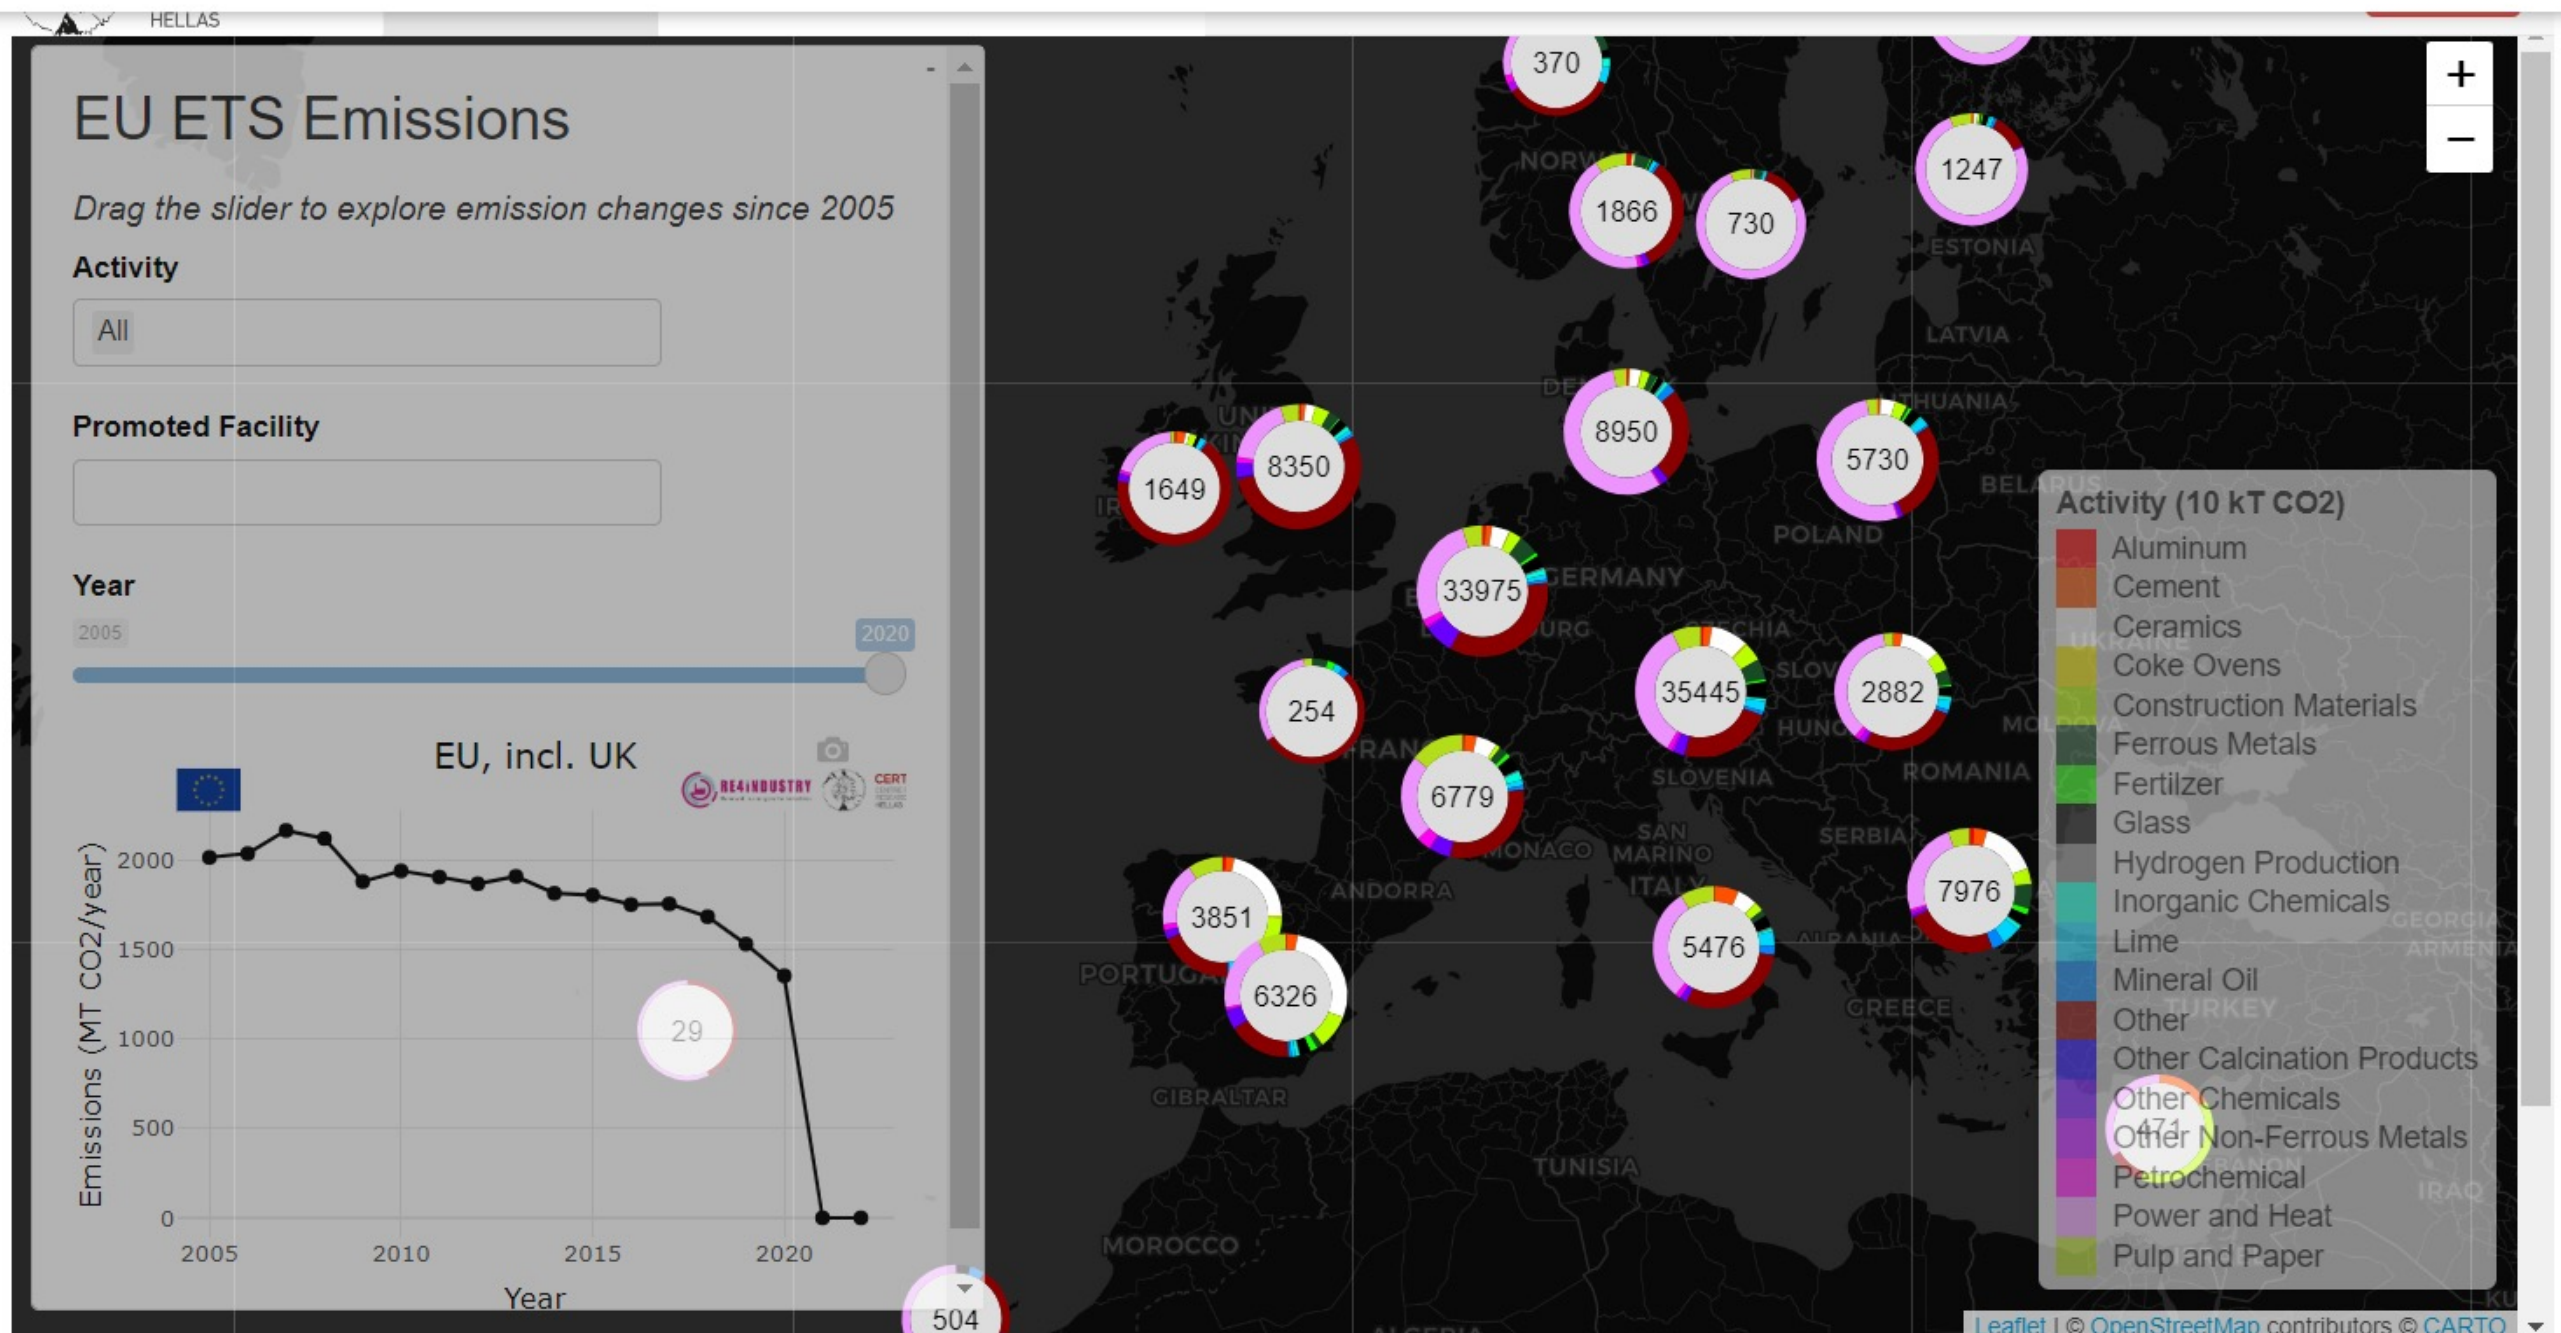 HELLAS
EU ETS Emissions
Drag the slider to explore emission changes since 2005
Activity
All
Promoted Facility
Year
2005
2020
EU, incl. UK
RE4INDUSTRY
CERT
Emissions (MT CO2/year)
2000
1500
1000
500
0
2005
2010
2015
2020
Year
29
504
370
NORW
1866
730
1247
ESTONIA
LATVIA
THUANIA
8950
5730
BELARUS
POLAND
1649
8350
33975
GERMANY
35445
2882
254
FRANC
6779
SLOVENIA
ROMANIA
SAN
MARINO
SERBIA
MONACO
ANDORRA
ITALY
3851
6326
5476
7976
ALBANIA
PORTUGA
GREECE
GIBRALTAR
TUNISIA
MOROCCO
ALGERIA
+
−
Activity (10 kT CO2)
Aluminum
Cement
Ceramics
UKRAINE
Coke Ovens
Construction Materials
MOLDOVA
Ferrous Metals
Fertilzer
Glass
Hydrogen Production
Inorganic Chemicals
GEORGIA
Lime
ARMENIA
Mineral Oil
TURKEY
Other
Other Calcination Products
Other Chemicals
471
Other Non-Ferrous Metals
Petrochemical
IRAQ
Power and Heat
Pulp and Paper
KU
Leaflet | © OpenStreetMap contributors © CARTO